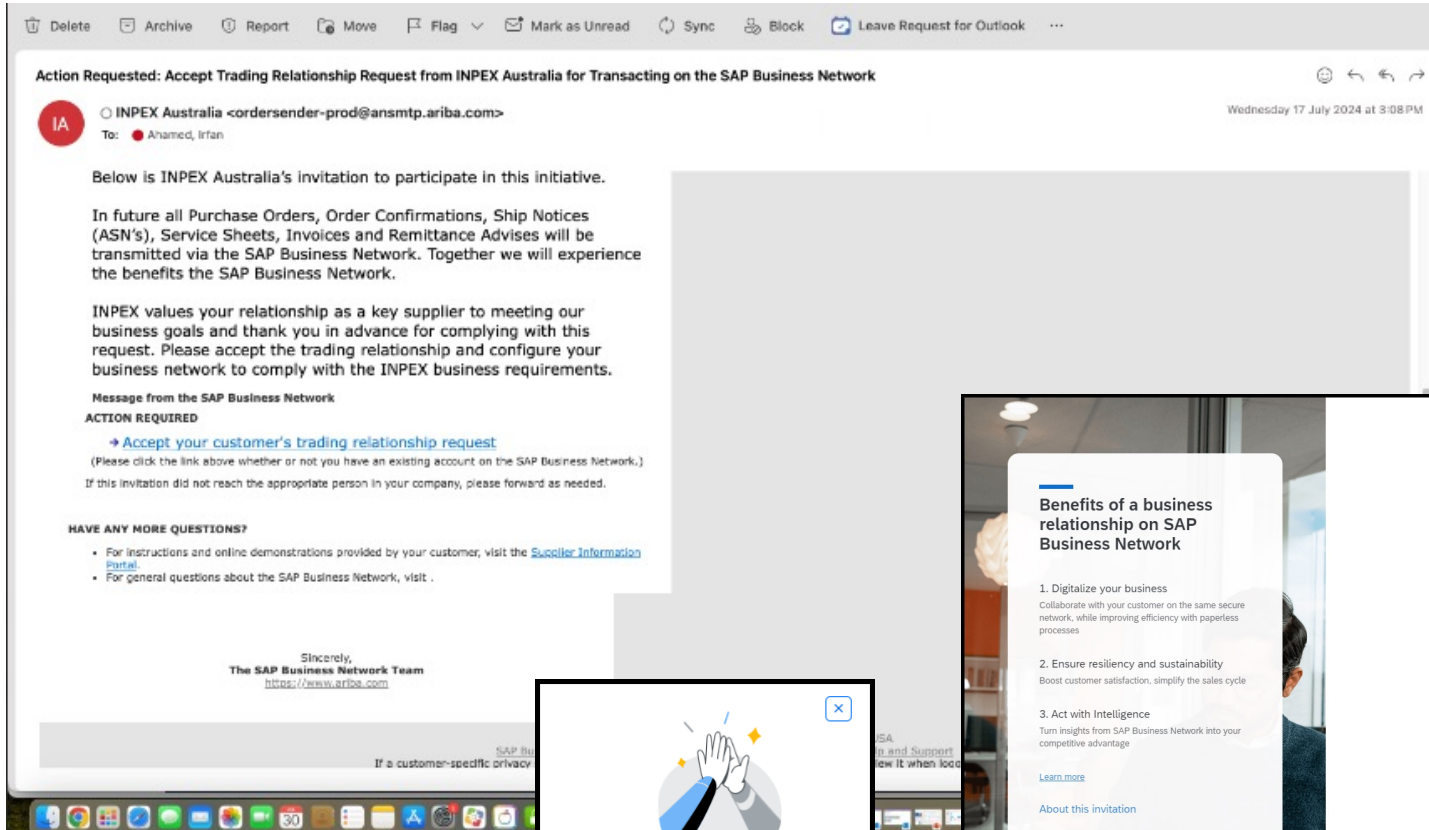 Delete Archive Report Move Flag Mark as Unread Sync Block Leave Request for Outlook ...
Action Requested: Accept Trading Relationship Request from INPEX Australia for Transacting on the SAP Business Network
IA
INPEX Australia <ordersender-prod@ansmtp.ariba.com>
Wednesday 17 July 2024 at 3:08 PM
To: Ahamed, Irfan
Below is INPEX Australia's invitation to participate in this initiative.
In future all Purchase Orders, Order Confirmations, Ship Notices
(ASN's), Service Sheets, Invoices and Remittance Advises will be
transmitted via the SAP Business Network. Together we will experience
the benefits the SAP Business Network.
INPEX values your relationship as a key supplier to meeting our
business goals and thank you in advance for complying with this
request. Please accept the trading relationship and configure your
business network to comply with the INPEX business requirements.
Message from the SAP Business Network
ACTION REQUIRED
→ Accept your customer's trading relationship request
(Please click the link above whether or not you have an existing account on the SAP Business Network.)
If this invitation did not reach the appropriate person in your company, please forward as needed.
HAVE ANY MORE QUESTIONS?
• For instructions and online demonstrations provided by your customer, visit the Supplier Information
Portal.
• For general questions about the SAP Business Network, visit .
Sincerely,
The SAP Business Network Team
https://www.ariba.com
SAP Bu
USA
lp and Support
If a customer-specific privacy
iew it when logg
30
Benefits of a business
relationship on SAP
Business Network
1. Digitalize your business
Collaborate with your customer on the same secure
network, while improving efficiency with paperless
processes
2. Ensure resiliency and sustainability
Boost customer satisfaction, simplify the sales cycle
3. Act with Intelligence
Turn insights from SAP Business Network into your
competitive advantage
Learn more
About this invitation